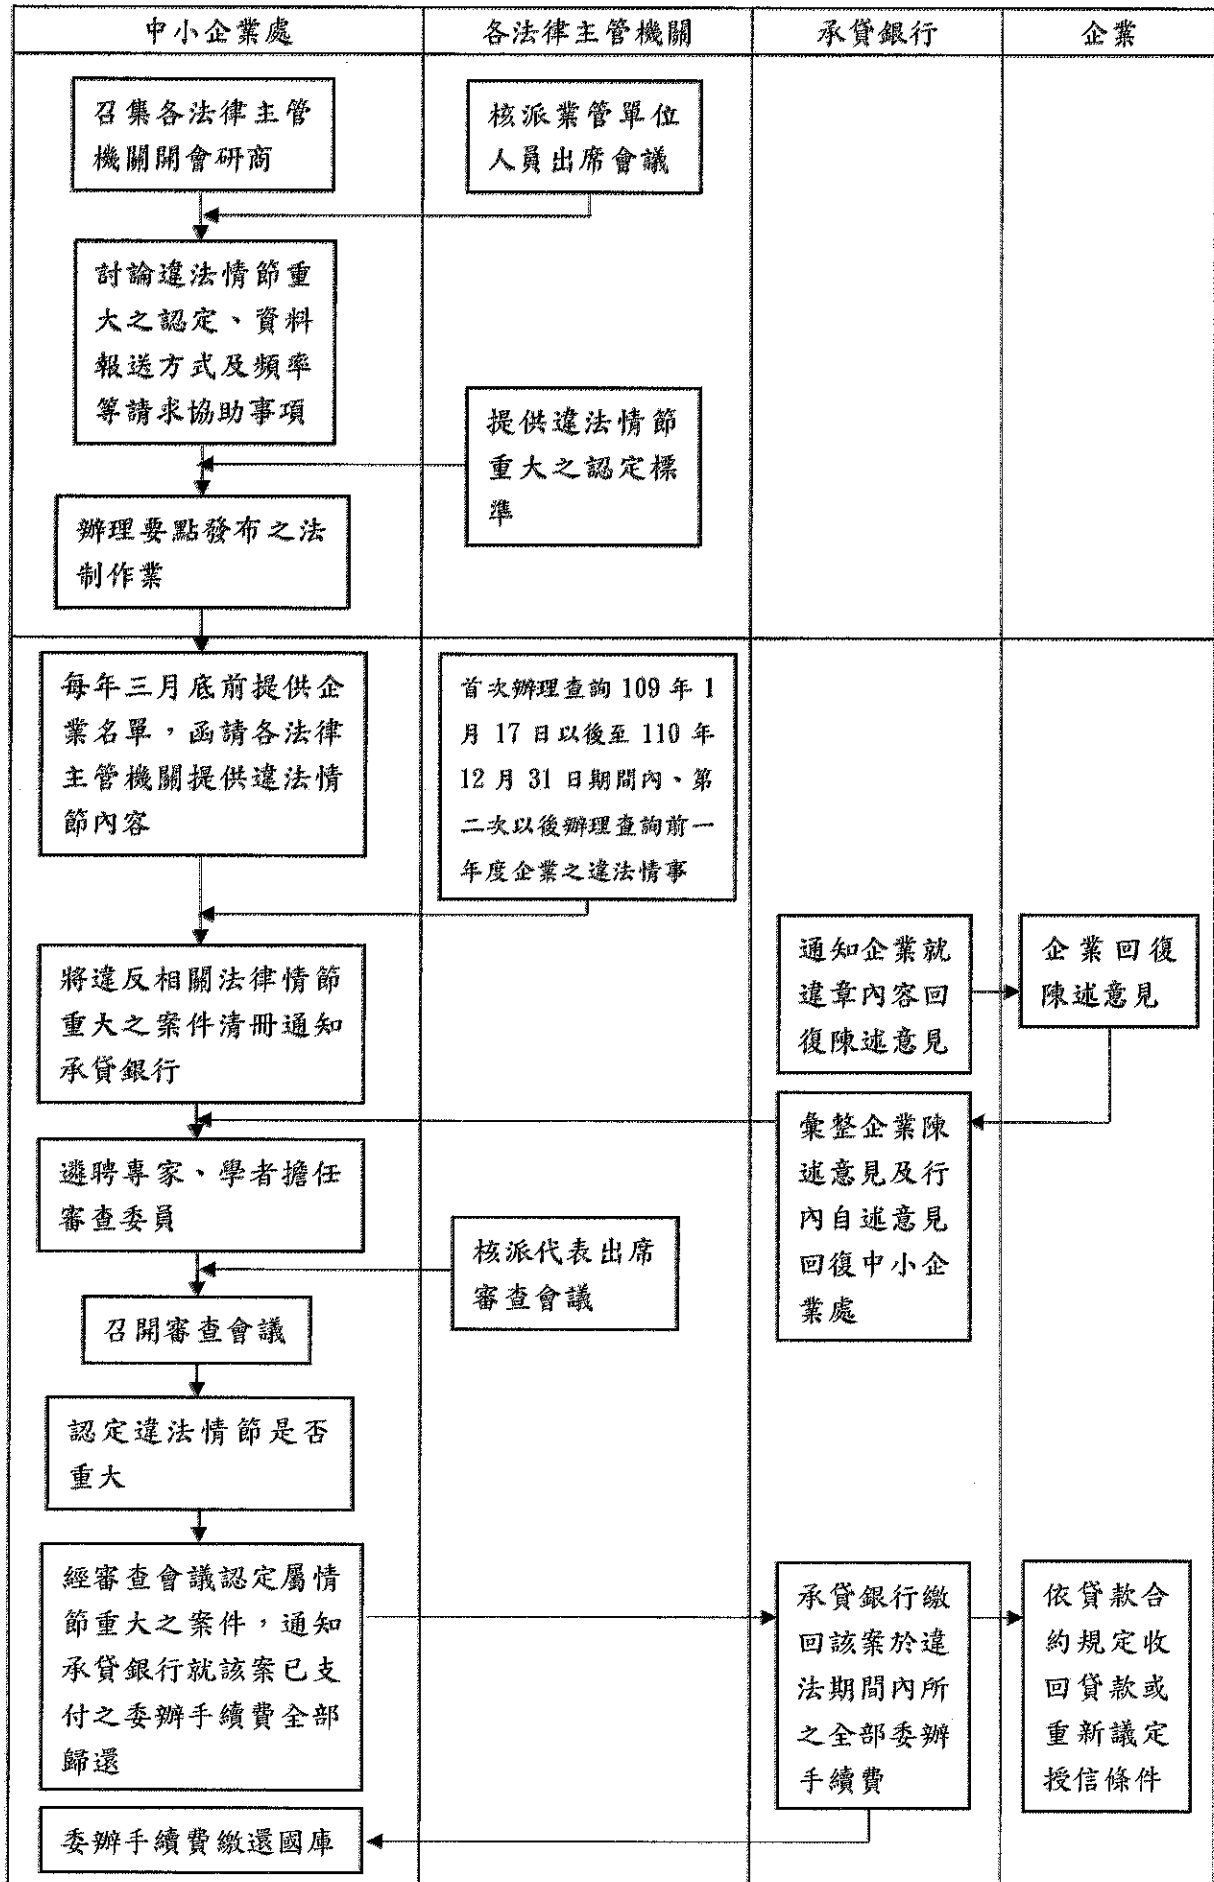 中小企業處
各法律主管機關
承貸銀行
企業
召集各法律主管
機關開會研商
核派業管單位
人員出席會議
討論違法情節重
大之認定、資料
報送方式及頻率
等請求協助事項
提供違法情節
重大之認定標
準
辦理要點發布之法
制作業
每年三月底前提供企
業名單，函請各法律
主管機關提供違法情
節內容
首次辦理查詢 109 年 1
月 17 日以後至 110 年
12 月 31 日期間內、第
二次以後辦理查詢前一
年度企業之違法情事
將違反相關法律情節
重大之案件清冊通知
承貸銀行
通知企業就
違章內容回
復陳述意見
企業回復
陳述意見
彙整企業陳
述意見及行
內自述意見
回復中小企
業處
遴聘專家、學者擔任
審查委員
核派代表出席
審查會議
召開審查會議
認定違法情節是否
重大
經審查會議認定屬情
節重大之案件，通知
承貸銀行就該案已支
付之委辦手續費全部
歸還
承貸銀行繳
回該案於違
法期間內所
之全部委辦
手續費
依貸款合
約規定收
回貸款或
重新議定
授信條件
委辦手續費繳還國庫